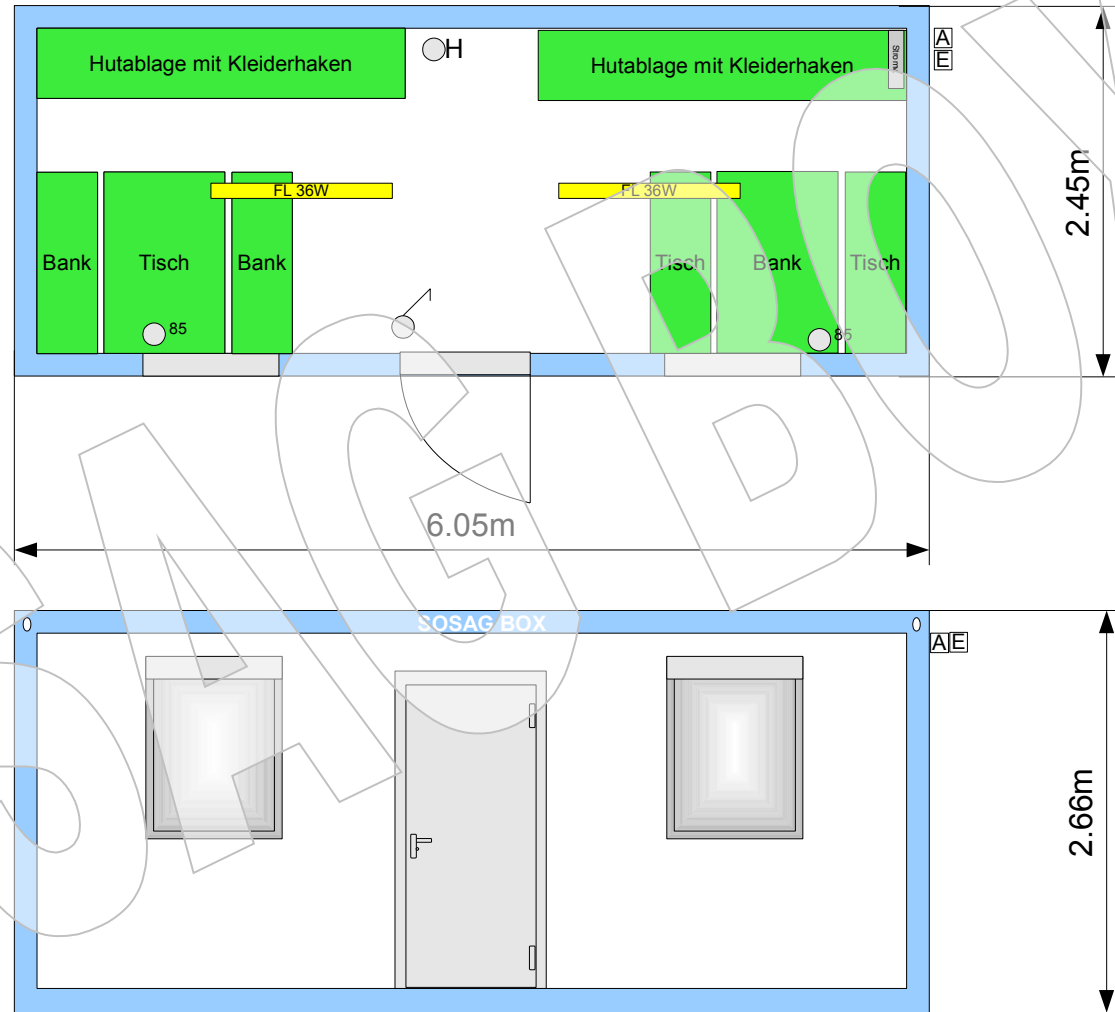 Hutablage mit Kleiderhaken
H
Hutablage mit Kleiderhaken
A
E
2.45m
FL 36W
FL 36W
Bank
Tisch
Bank
Tisch
Bank
Tisch
85
85
6.05m
SOSAG BOX
A E
2.66m